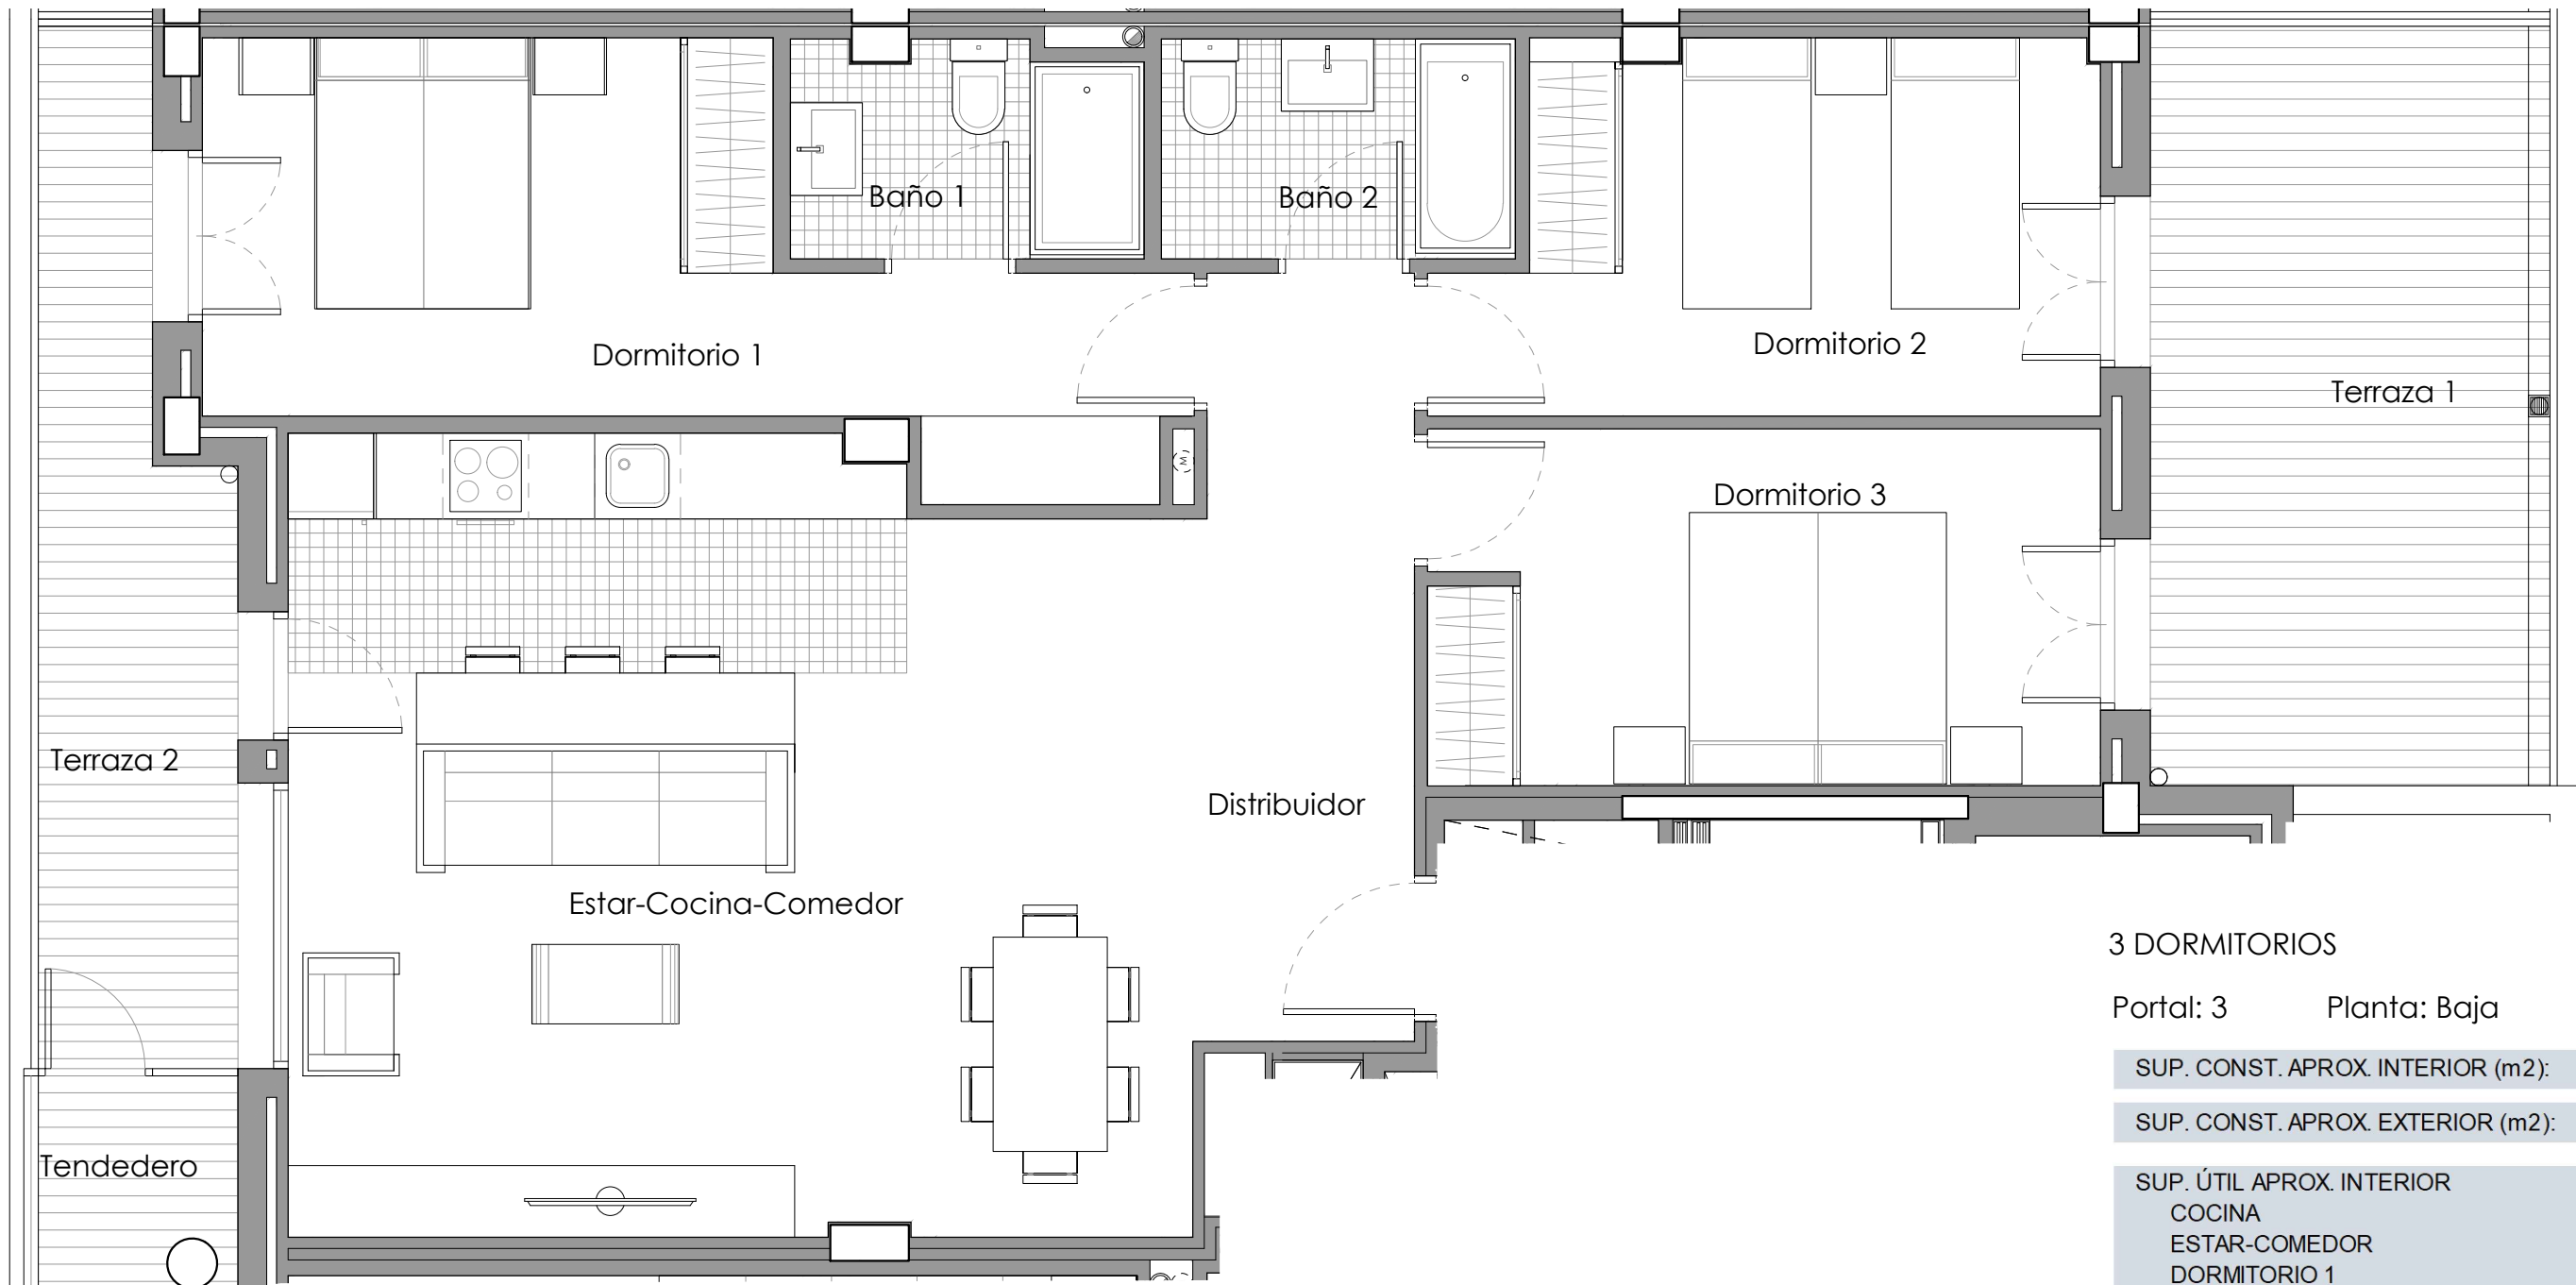 Baño 1
Baño 2
Dormitorio 1
Dormitorio 2
Terraza 1
M
Dormitorio 3
Terraza 2
Distribuidor
Estar-Cocina-Comedor
Tendedero
3 DORMITORIOS
Portal: 3 Planta: Baja
SUP. CONST. APROX. INTERIOR (m2):
SUP. CONST. APROX. EXTERIOR (m2):
SUP. ÚTIL APROX. INTERIOR
COCINA
ESTAR-COMEDOR
DORMITORIO 1